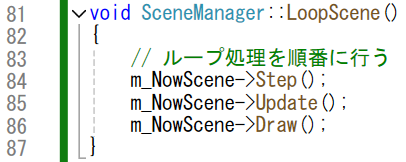 81 void SceneManager::LoopScene()
82 {
83 // ループ処理を順番に行う
84 m_NowScene->Step();
85 m_NowScene->Update();
86 m_NowScene->Draw();
87 }